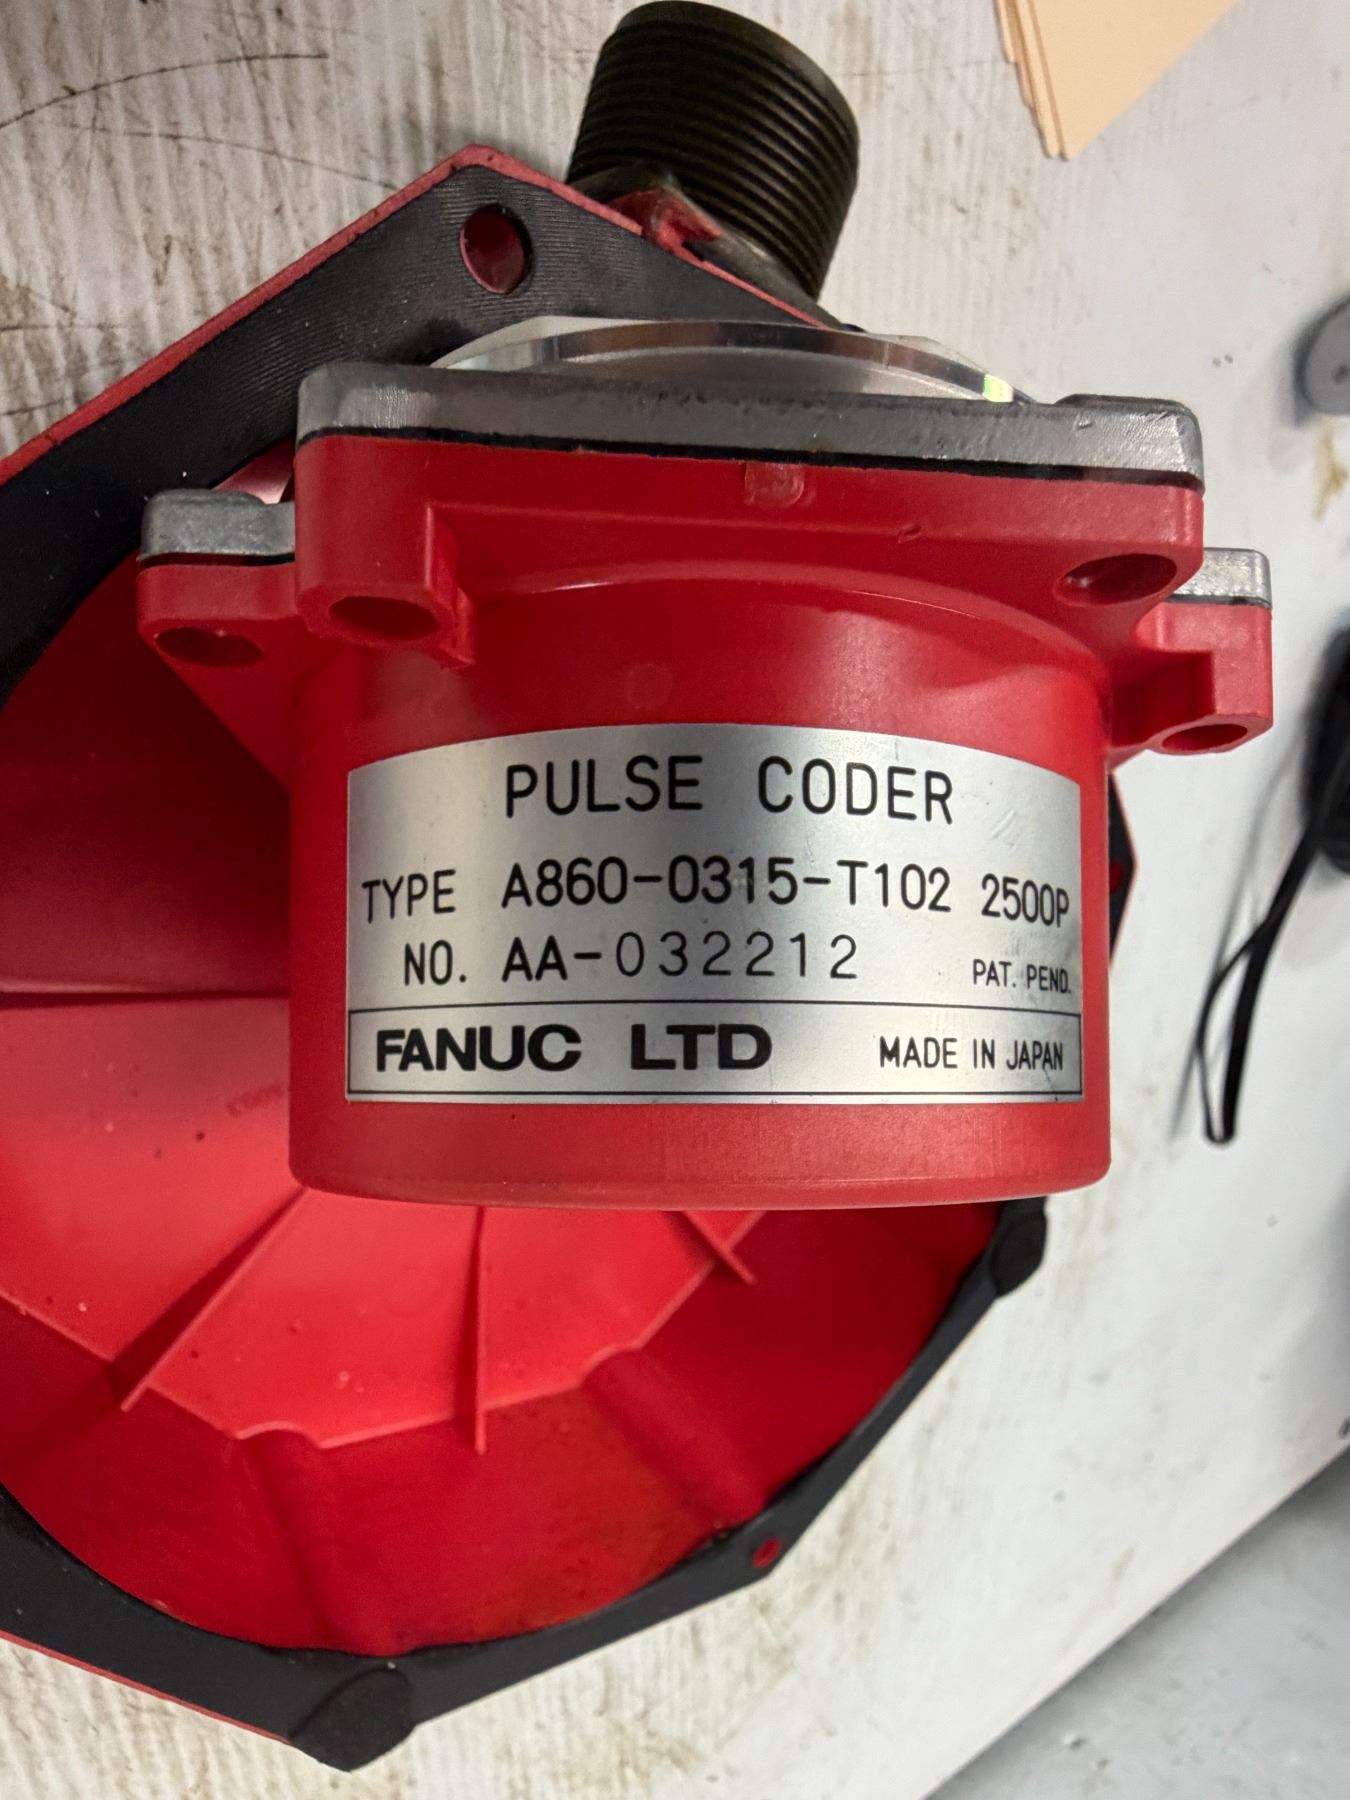 PULSE CODER
TYPE A860-0315-T102 2500P
NO. AA-032212 PAT. PEND.
FANUC LTD MADE IN JAPAN